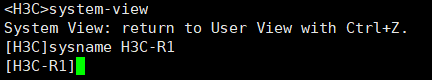 <H3C>system-view
System View: return to User View with Ctrl+Z.
[H3C]sysname H3C-R1
[H3C-R1]